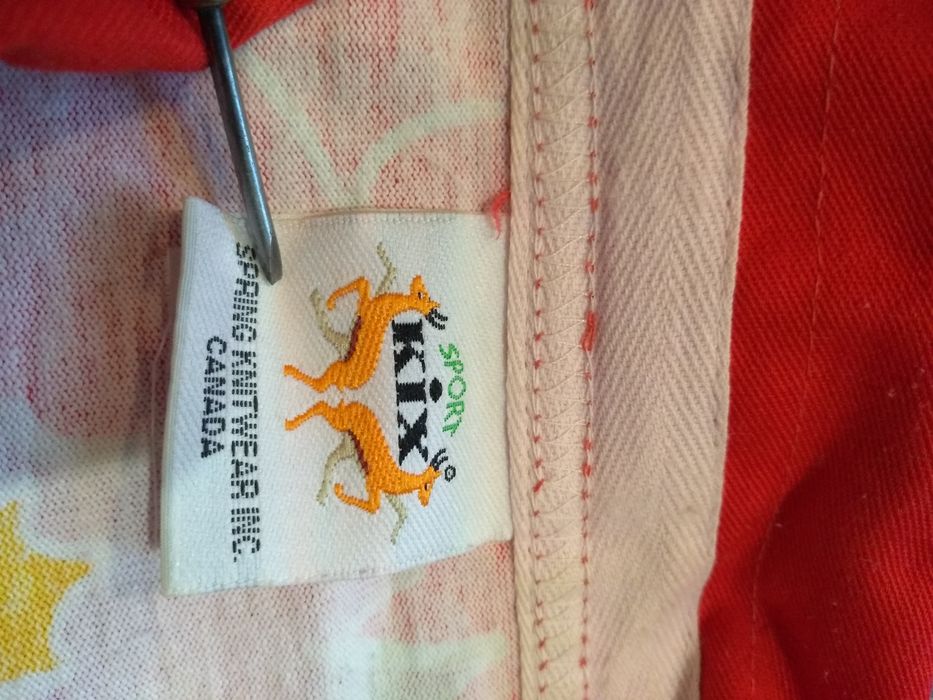 SPORT
KiX
SPRING KNITWEAR INC.
CANADA